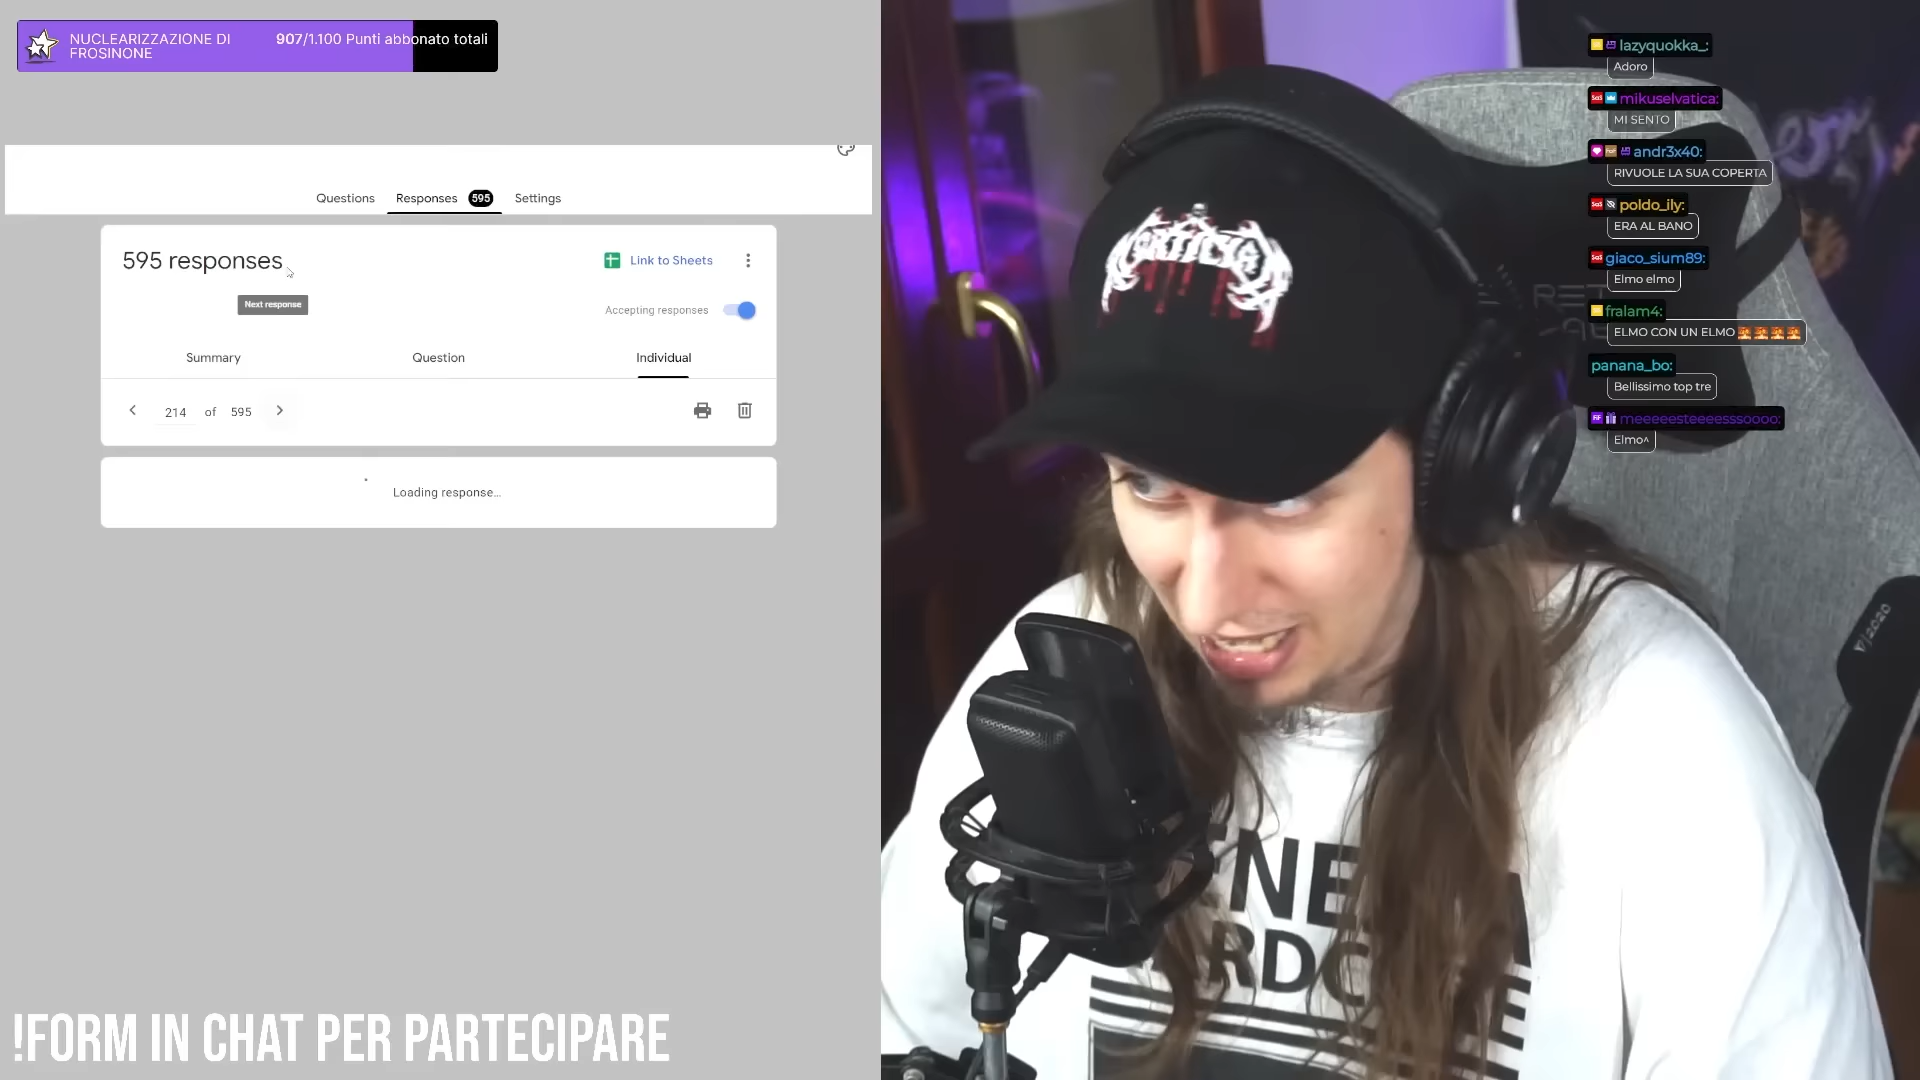 NUCLEARIZZAZIONE DI
FROSINONE
907/1.100 Punti abbonato totali
Questions
Responses 595
Settings
595 responses
Link to Sheets
Next response
Accepting responses
Summary
Question
Individual
214 of 595
Loading response...
!FORM IN CHAT PER PARTECIPARE
lazyquokka_:
Adoro
mikuselvatica:
MI SENTO
andr3x40:
RIVUOLE LA SUA COPERTA
poldo_ily:
ERA AL BANO
giaco_sium89:
Elmo elmo
fralam4:
ELMO CON UN ELMO
panana_bo:
Bellissimo top tre
meeeeesteeeesssoooo:
Elmo^
V/2020